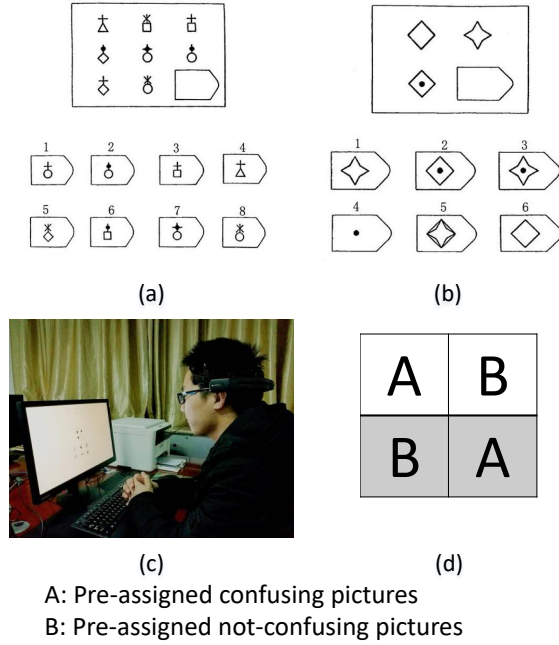 1 2 3 4
5 6 7 8
(a)
1 2 3
4 5 6
(b)
(c)
A B
B A
(d)
A: Pre-assigned confusing pictures
B: Pre-assigned not-confusing pictures